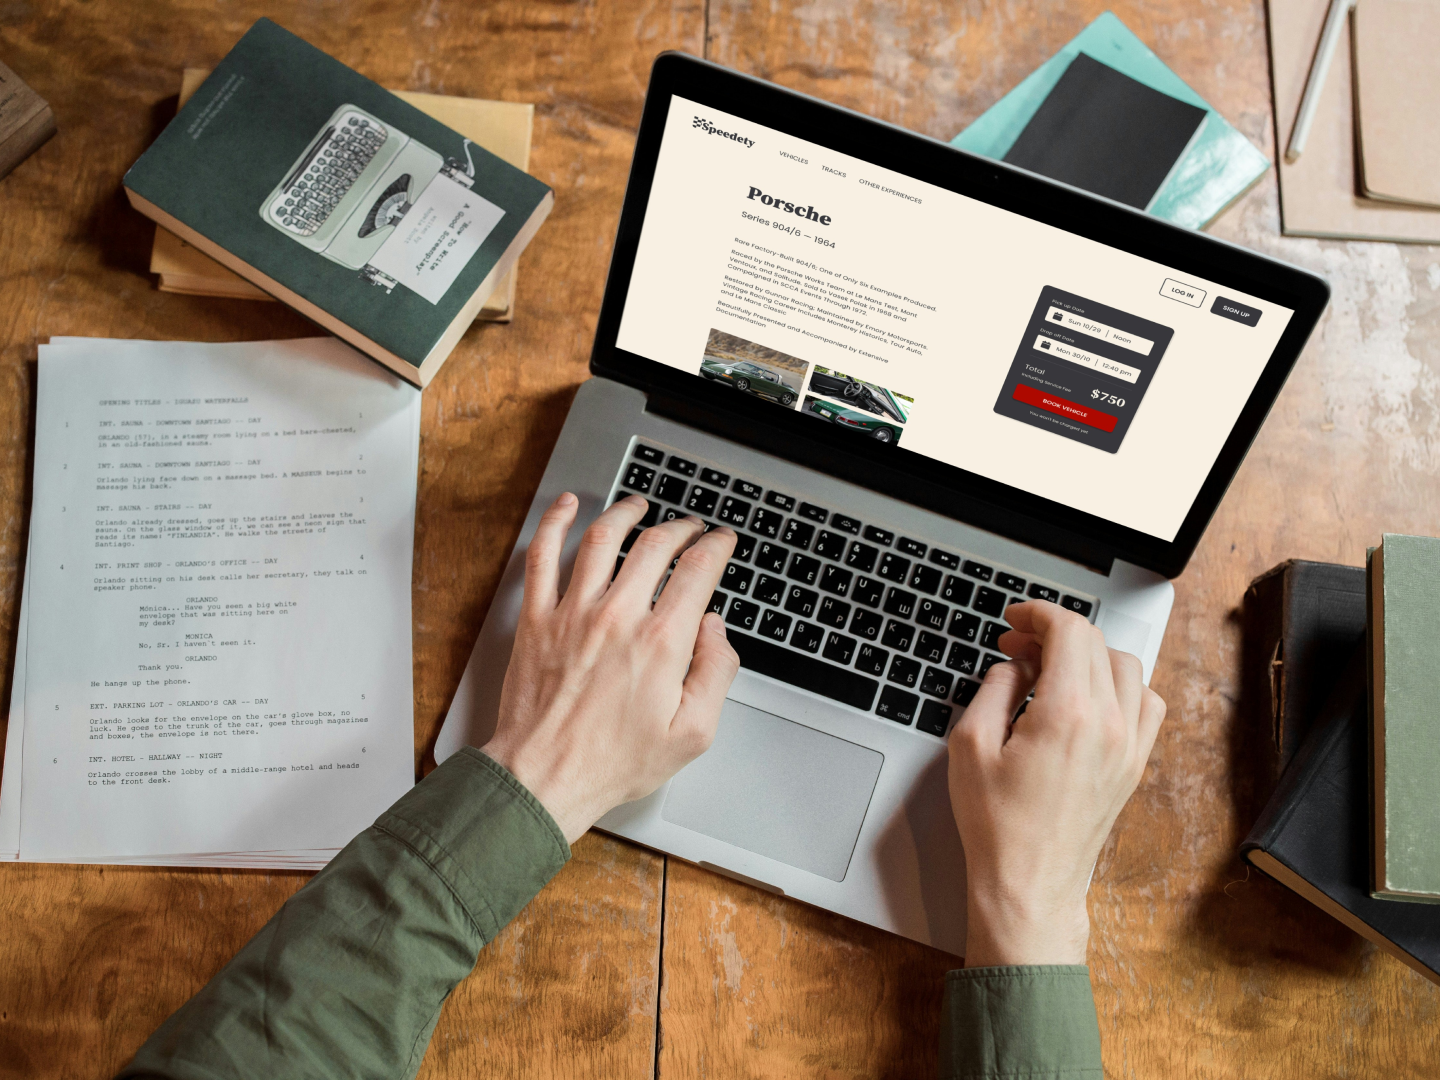 "How To Write
A Good Screenplay"
OPENING TITLES - IGUAZU WATERFALLS
1 INT. SAUNA - DOWNTOWN SANTIAGO -- DAY 1
ORLANDO (57), in a steamy room lying on a bed bare-chested,
in an old-fashioned sauna.
2 INT. SAUNA - DOWNTOWN SANTIAGO -- DAY 2
Orlando lying face down on a massage bed. A MASSEUR begins to
massage his back.
3 INT. SAUNA - STAIRS -- DAY 3
Orlando already dressed, goes up the stairs and leaves the
sauna. On the glass window of it, we can see a neon sign that
reads its name: "FINLANDIA". He walks the streets of
Santiago.
4 INT. PRINT SHOP - ORLANDO'S OFFICE -- DAY 4
Orlando sitting on his desk calls her secretary, they talk on
speaker phone.
ORLANDO
Mónica... Have you seen a big white
envelope that was sitting here on
my desk?
MONICA
No, Sr. I haven't seen it.
ORLANDO
Thank you.
He hangs up the phone.
5 EXT. PARKING LOT - ORLANDO'S CAR -- DAY 5
Orlando looks for the envelope on the car's glove box, no
luck. He goes to the trunk of the car, goes through magazines
and boxes, the envelope is not there.
6 INT. HOTEL - HALLWAY -- NIGHT 6
Orlando crosses the lobby of a middle-range hotel and heads
to the front desk.
Speedety
VEHICLES TRACKS OTHER EXPERIENCES
LOG IN SIGN UP
Porsche
Series 904/6 — 1964
Rare Factory-Built 904/6; One of Only Six Examples Produced.
Raced by the Porsche Works Team at Le Mans Test, Mont
Ventoux, and Solitude. Sold to Vasek Polak in 1968 and
Campaigned in SCCA Events Through 1972.
Restored by Gunnar Racing; Maintained by Emory Motorsports.
Vintage Racing Career Includes Monterey Historics, Tour Auto,
and Le Mans Classic
Beautifully Presented and Accompanied by Extensive
Documentation
Pick up Date
Sun 10/29 | Noon
Drop off Date
Mon 30/10 | 12:40 pm
Total
Including Service Fee
$750
BOOK VEHICLE
You won't be charged yet